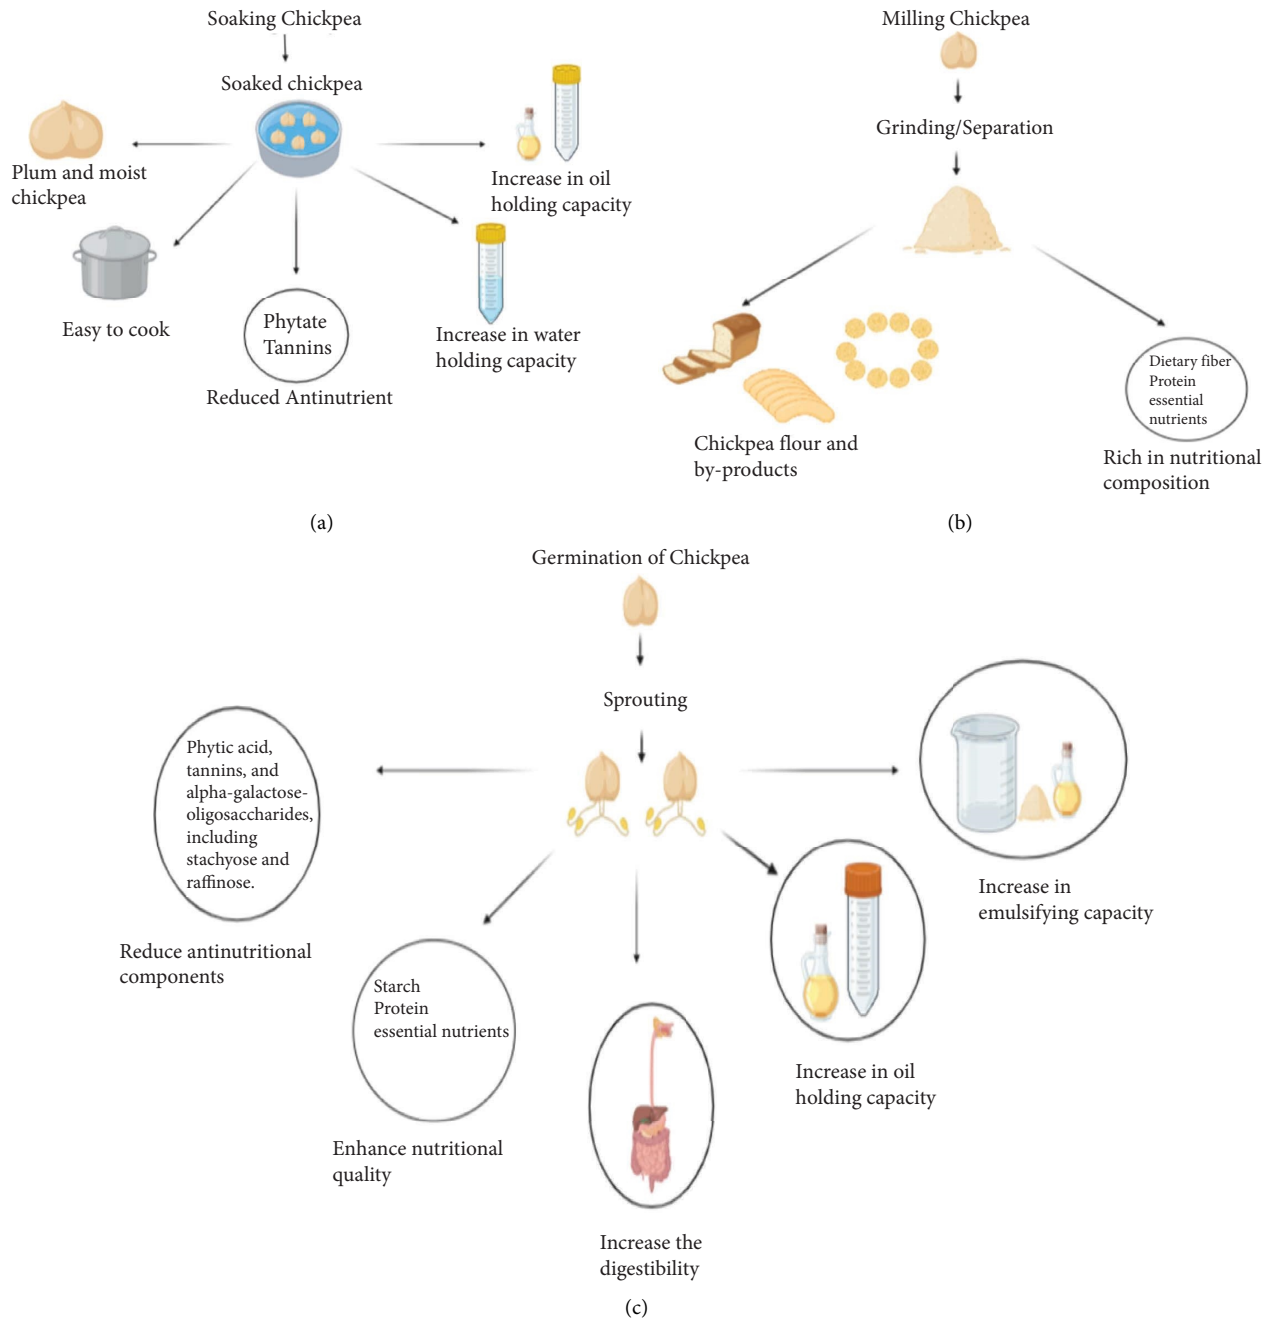 Soaking Chickpea
Soaked chickpea
Plum and moist
chickpea
Easy to cook
Phytate
Tannins
Reduced Antinutrient
Increase in water
holding capacity
Increase in oil
holding capacity
(a)
Milling Chickpea
Grinding/Separation
Chickpea flour and
by-products
Dietary fiber
Protein
essential
nutrients
Rich in nutritional
composition
(b)
Germination of Chickpea
Sprouting
Phytic acid,
tannins, and
alpha-galactose-
oligosaccharides,
including
stachyose and
raffinose.
Reduce antinutritional
components
Starch
Protein
essential nutrients
Enhance nutritional
quality
Increase the
digestibility
Increase in oil
holding capacity
Increase in
emulsifying capacity
(c)